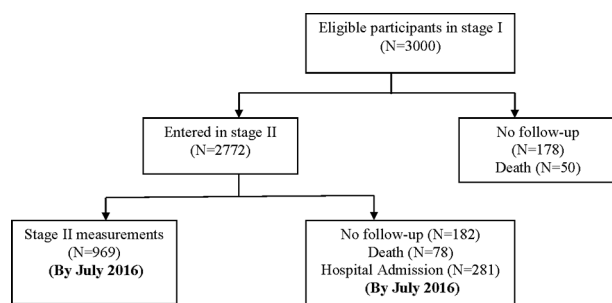 Eligible participants in stage I
(N=3000)
Entered in stage II
(N=2772)
No follow-up
(N=178)
Death (N=50)
Stage II measurements
(N=969)
(By July 2016)
No follow-up (N=182)
Death (N=78)
Hospital Admission (N=281)
(By July 2016)